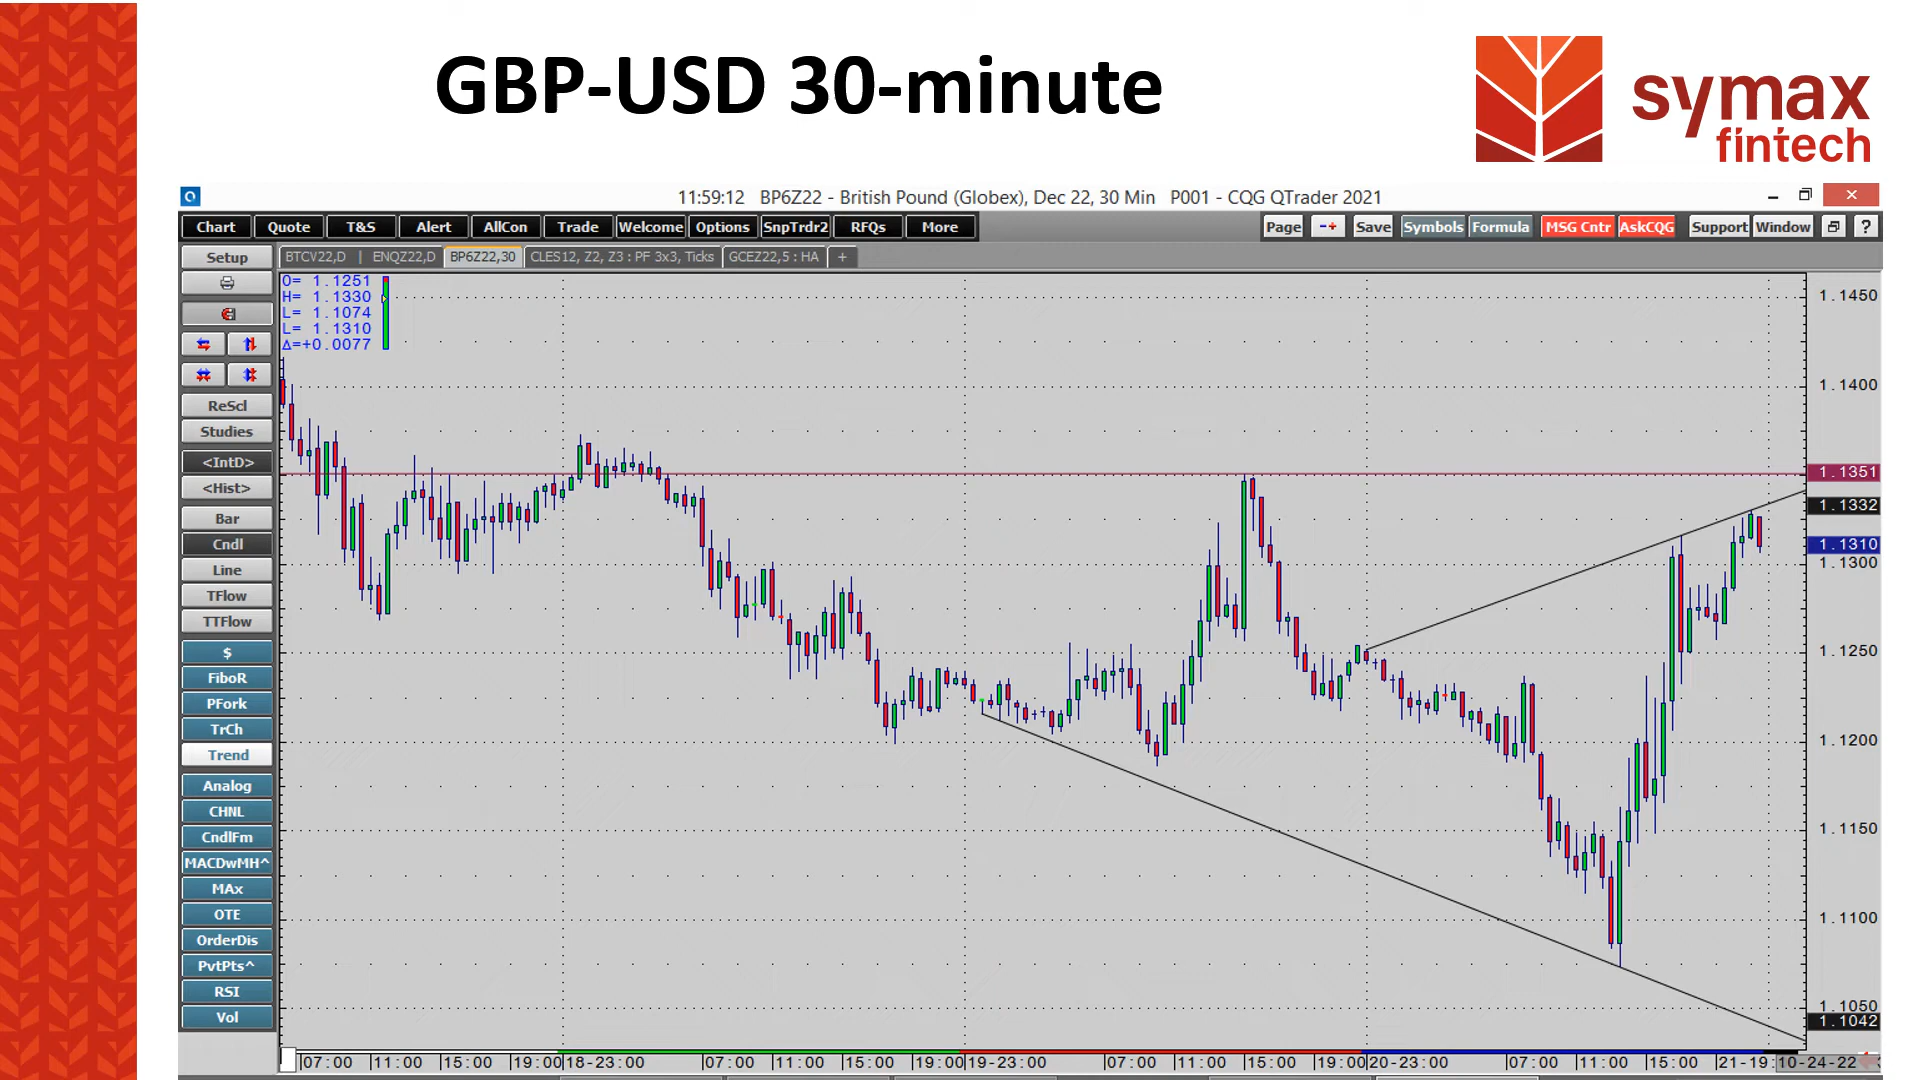 GBP-USD 30-minute
symax
fintech
11:59:12 BP6Z22 - British Pound (Globex), Dec 22, 30 Min P001 - CQG QTrader 2021
Chart Quote T&S Alert AllCon Trade Welcome Options SnpTrdr2 RFQs More Page -+ Save Symbols Formula MSG Cntr AskCQG Support Window ?
Setup BTCV22,D ENQZ22,D BP6Z22,30 CLES12, Z2, Z3 : PF 3x3, Ticks GCEZ22,5 : HA +
O= 1.1251
H= 1.1330
L= 1.1074
L= 1.1310
Δ=+0.0077
ReScl
Studies
<IntD>
<Hist>
Bar
Cndl
Line
TFlow
TTFlow
$
FiboR
PFork
TrCh
Trend
Analog
CHNL
CndlFm
MACDwMH^
MAx
OTE
OrderDis
PvtPts^
RSI
Vol
1.1450
1.1400
1.1351
1.1332
1.1310
1.1300
1.1250
1.1200
1.1150
1.1100
1.1050
1.1042
07:00 11:00 15:00 19:00 18-23:00 07:00 11:00 15:00 19:00 19-23:00 07:00 11:00 15:00 19:00 20-23:00 07:00 11:00 15:00 21-19: 10-24-22